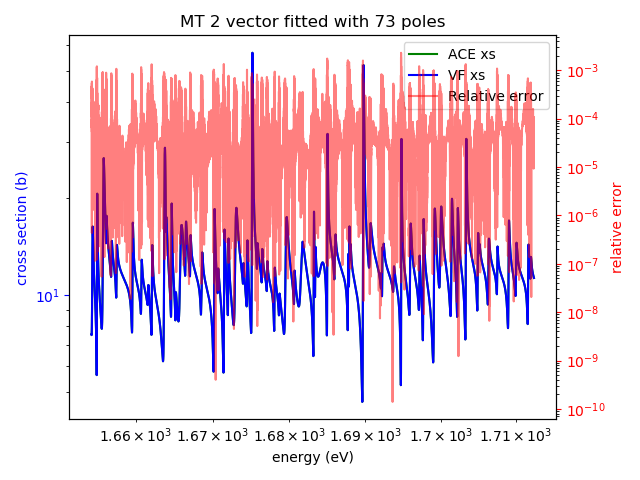 MT 2 vector fitted with 73 poles
ACE xs
VF xs
Relative error
cross section (b)
10¹
10⁻³
10⁻⁴
10⁻⁵
10⁻⁶
10⁻⁷
10⁻⁸
10⁻⁹
10⁻¹⁰
relative error
1.66×10³ 1.67×10³ 1.68×10³ 1.69×10³ 1.7×10³ 1.71×10³
energy (eV)